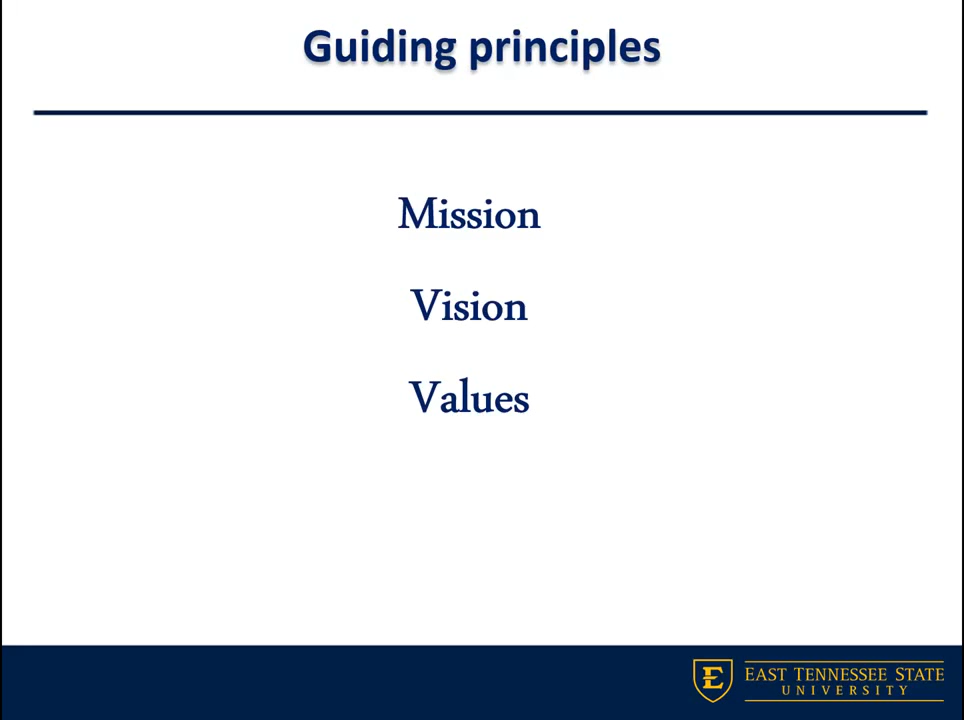 Guiding principles
Mission
Vision
Values
E
EAST TENNESSEE STATE
UNIVERSITY